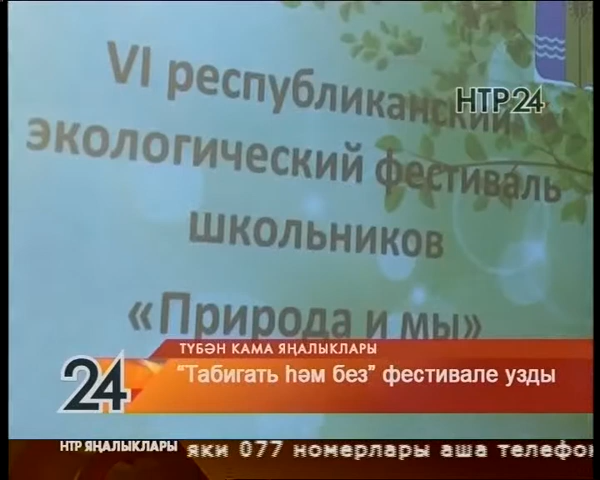 VI республиканский
НТР24
экологический фестиваль
школьников
«Природа и мы»
ТҮБӘН КАМА ЯҢАЛЫКЛАРЫ
24
"Табигать һәм без" фестивале узды
НТР ЯҢАЛЫКЛАРЫ
яки 077 номерлары аша телефо